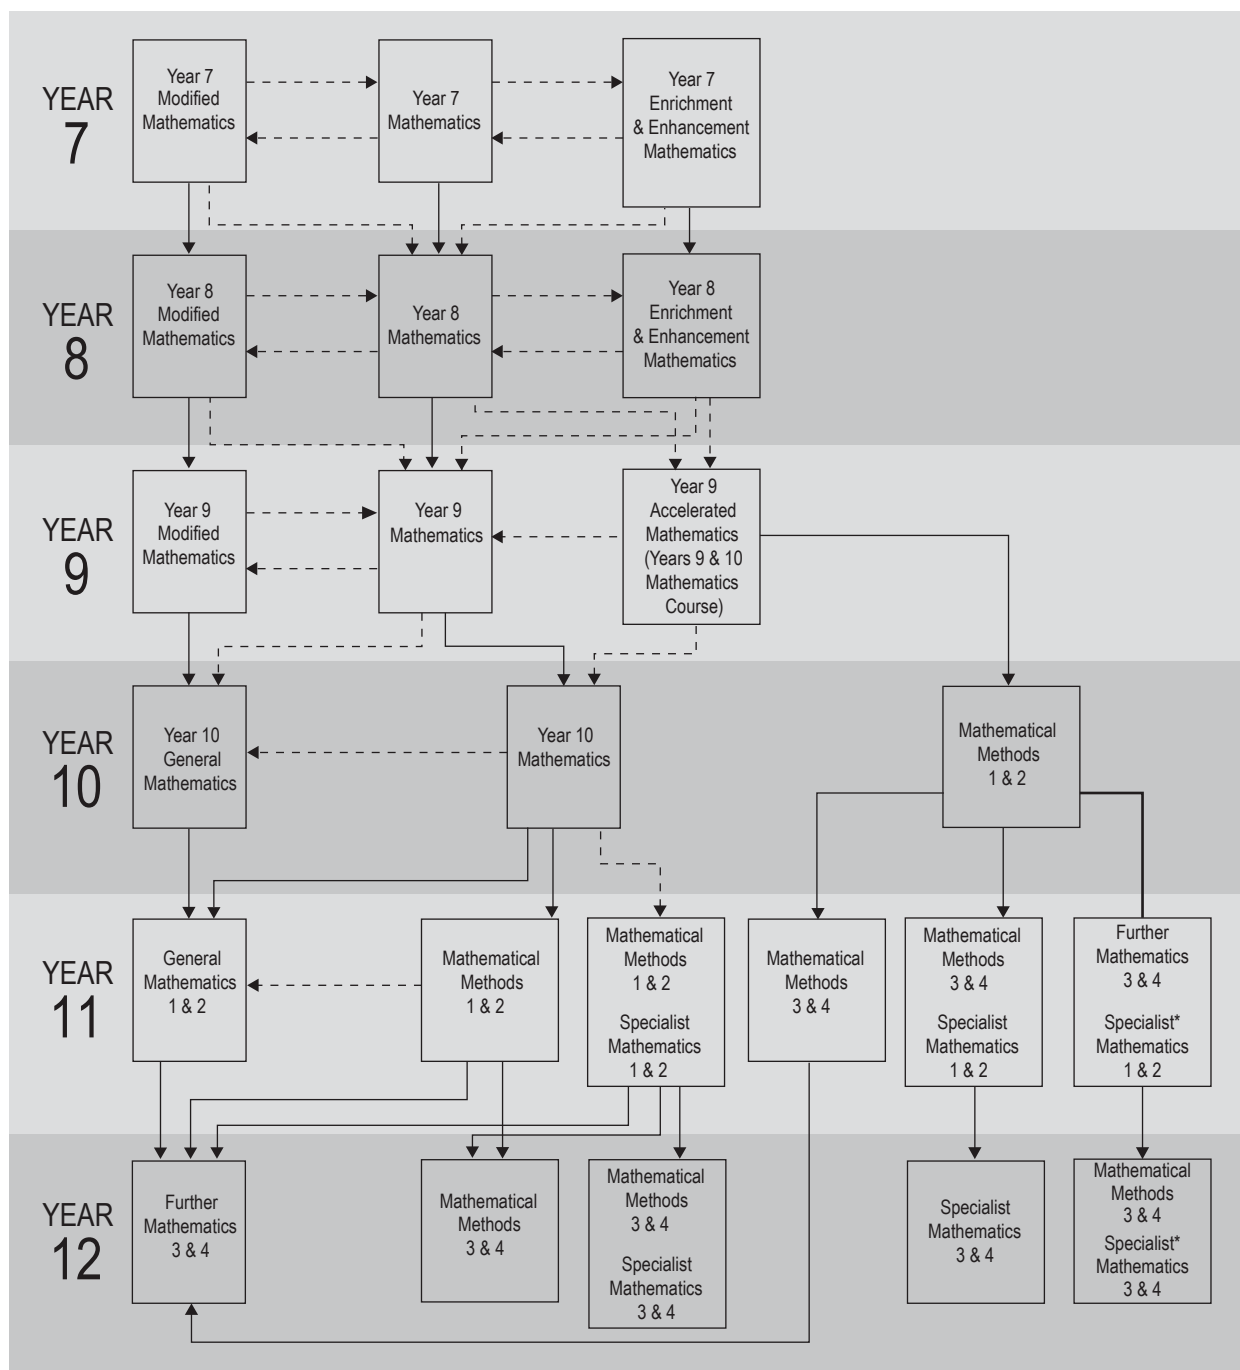 YEAR
7
Year 7
Modified
Mathematics
Year 7
Mathematics
Year 7
Enrichment
& Enhancement
Mathematics
YEAR
8
Year 8
Modified
Mathematics
Year 8
Mathematics
Year 8
Enrichment
& Enhancement
Mathematics
YEAR
9
Year 9
Modified
Mathematics
Year 9
Mathematics
Year 9
Accelerated
Mathematics
(Years 9 & 10
Mathematics
Course)
YEAR
10
Year 10
General
Mathematics
Year 10
Mathematics
Mathematical
Methods
1 & 2
YEAR
11
General
Mathematics
1 & 2
Mathematical
Methods
1 & 2
Mathematical
Methods
1 & 2
Specialist
Mathematics
1 & 2
Mathematical
Methods
3 & 4
Mathematical
Methods
3 & 4
Specialist
Mathematics
1 & 2
Further
Mathematics
3 & 4
Specialist*
Mathematics
1 & 2
YEAR
12
Further
Mathematics
3 & 4
Mathematical
Methods
3 & 4
Mathematical
Methods
3 & 4
Specialist
Mathematics
3 & 4
Specialist
Mathematics
3 & 4
Mathematical
Methods
3 & 4
Specialist*
Mathematics
3 & 4